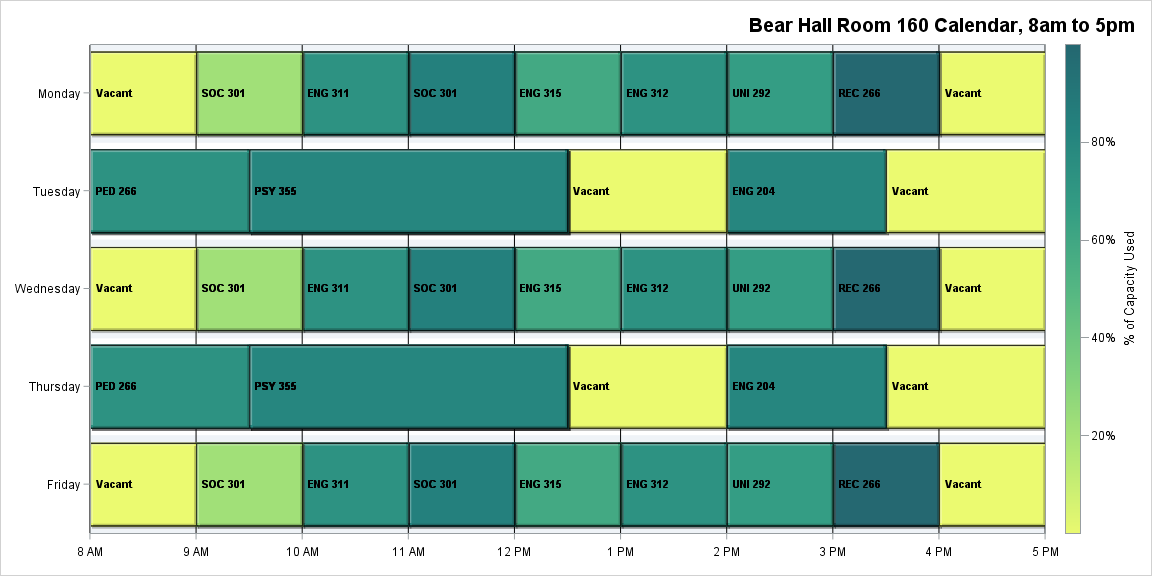 Bear Hall Room 160 Calendar, 8am to 5pm
Monday Vacant SOC 301 ENG 311 SOC 301 ENG 315 ENG 312 UNI 292 REC 266 Vacant
80%
Tuesday PED 266 PSY 355 Vacant ENG 204 Vacant
60%
% of Capacity Used
Wednesday Vacant SOC 301 ENG 311 SOC 301 ENG 315 ENG 312 UNI 292 REC 266 Vacant
40%
Thursday PED 266 PSY 355 Vacant ENG 204 Vacant
20%
Friday Vacant SOC 301 ENG 311 SOC 301 ENG 315 ENG 312 UNI 292 REC 266 Vacant
8 AM 9 AM 10 AM 11 AM 12 PM 1 PM 2 PM 3 PM 4 PM 5 PM